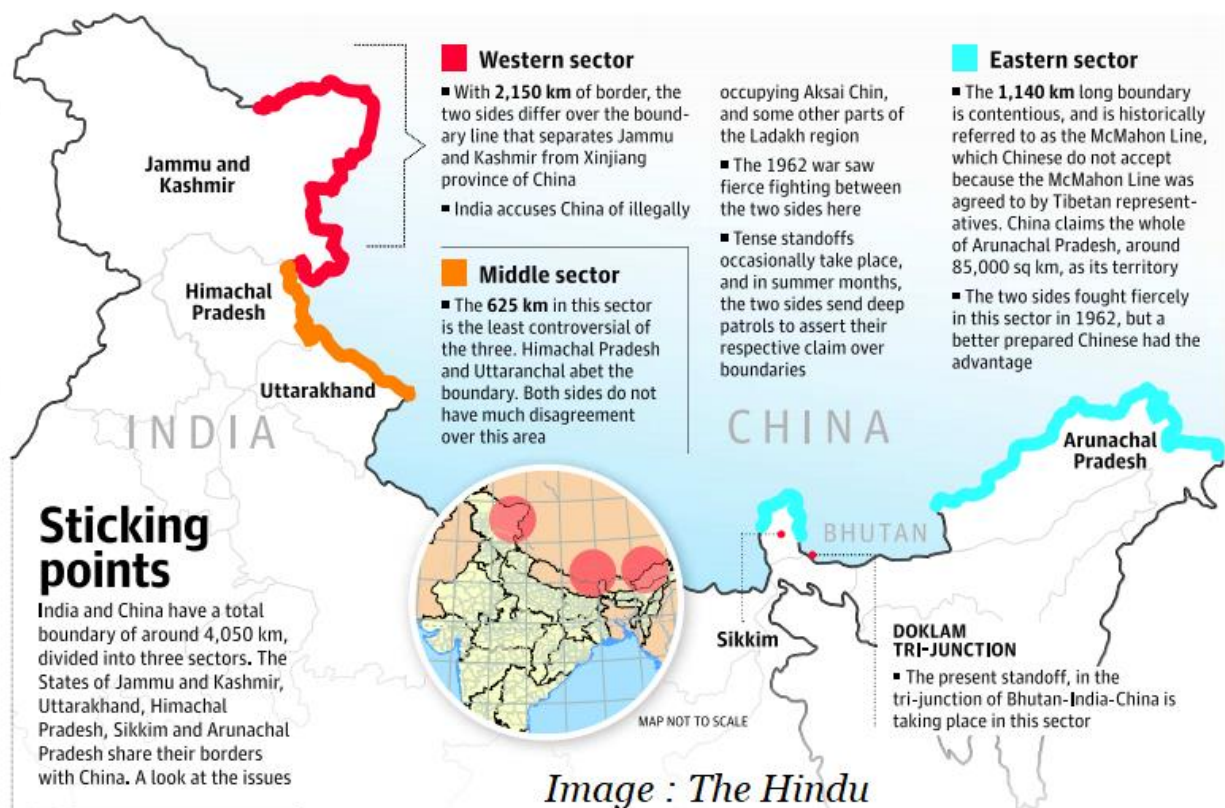 Western sector
▪ With 2,150 km of border, the
two sides differ over the bound-
ary line that separates Jammu
and Kashmir from Xinjiang
province of China
▪ India accuses China of illegally
occupying Aksai Chin,
and some other parts of
the Ladakh region
▪ The 1962 war saw
fierce fighting between
the two sides here
▪ Tense standoffs
occasionally take place,
and in summer months,
the two sides send deep
patrols to assert their
respective claim over
boundaries
Middle sector
▪ The 625 km in this sector
is the least controversial of
the three. Himachal Pradesh
and Uttaranchal abet the
boundary. Both sides do not
have much disagreement
over this area
Eastern sector
▪ The 1,140 km long boundary
is contentious, and is historically
referred to as the McMahon Line,
which Chinese do not accept
because the McMahon Line was
agreed to by Tibetan represent-
atives. China claims the whole
of Arunachal Pradesh, around
85,000 sq km, as its territory
▪ The two sides fought fiercely
in this sector in 1962, but a
better prepared Chinese had the
advantage
Jammu and
Kashmir
Himachal
Pradesh
Uttarakhand
INDIA
CHINA
Arunachal
Pradesh
BHUTAN
Sikkim
Sticking
points
India and China have a total
boundary of around 4,050 km,
divided into three sectors. The
States of Jammu and Kashmir,
Uttarakhand, Himachal
Pradesh, Sikkim and Arunachal
Pradesh share their borders
with China. A look at the issues
DOKLAM
TRI-JUNCTION
▪ The present standoff, in the
tri-junction of Bhutan-India-China is
taking place in this sector
MAP NOT TO SCALE
Image : The Hindu